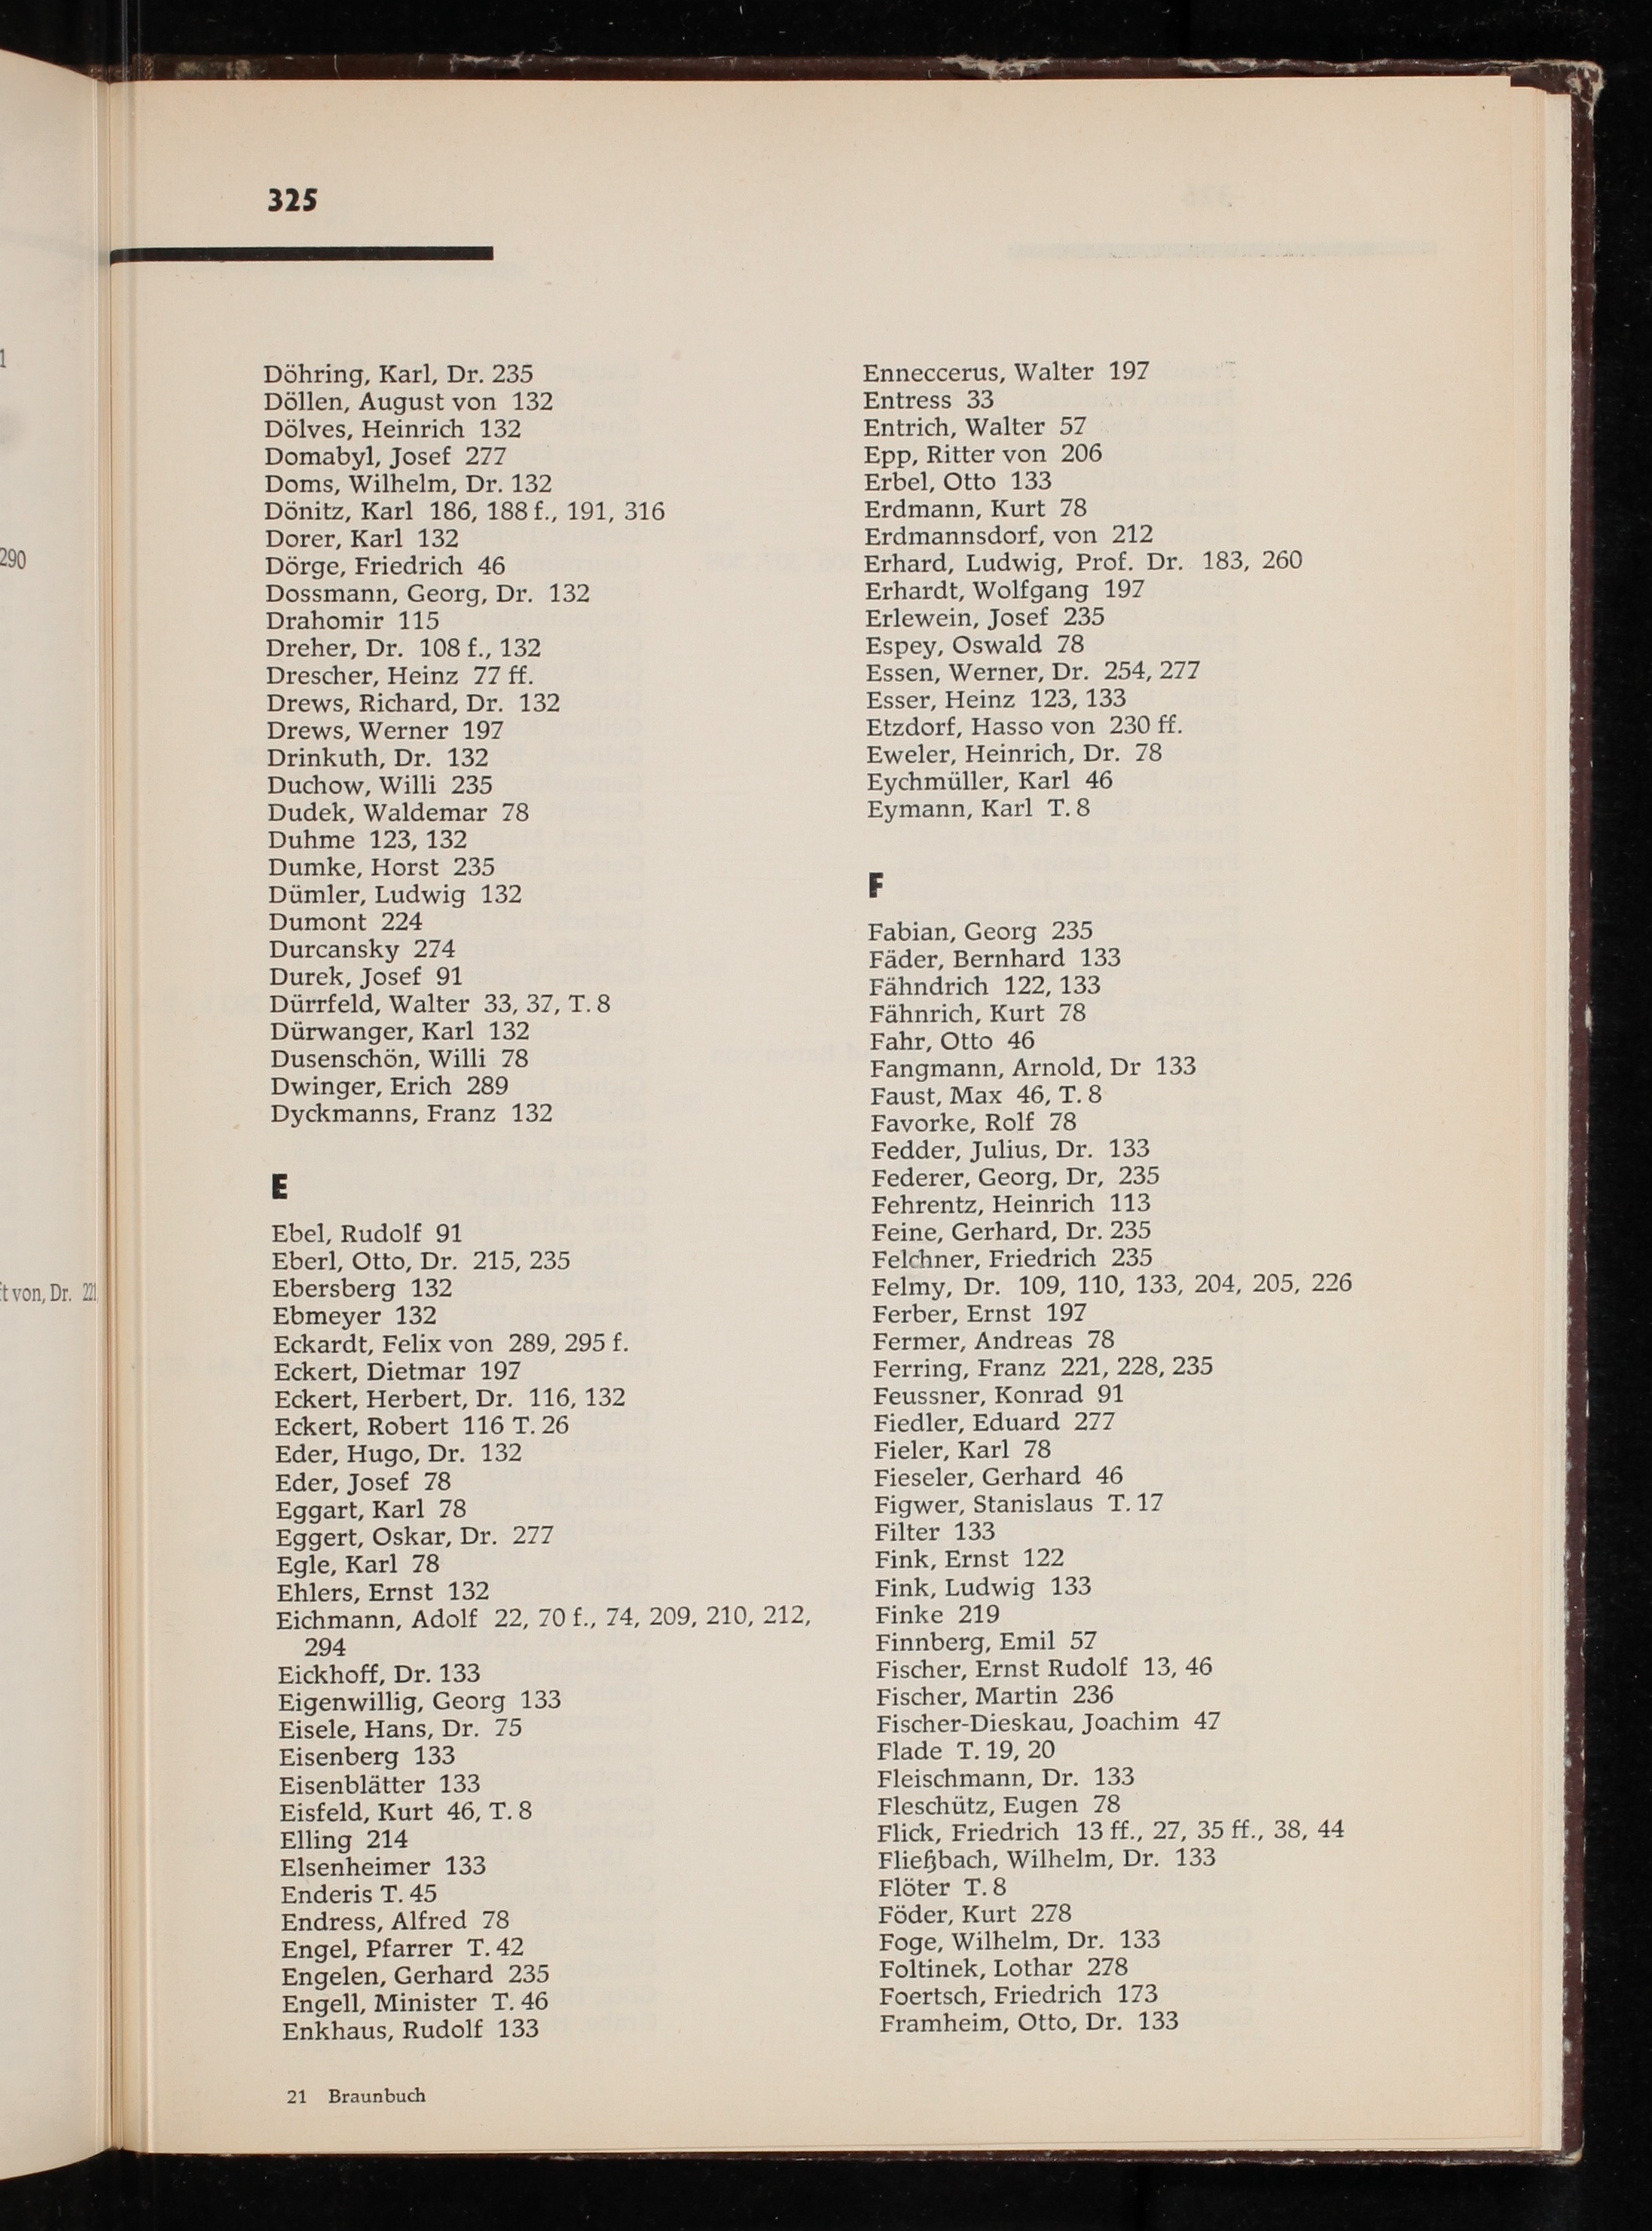 1
290
ft von, Dr. 221
325
Döhring, Karl, Dr. 235
Döllen, August von 132
Dölves, Heinrich 132
Domabyl, Josef 277
Doms, Wilhelm, Dr. 132
Dönitz, Karl 186, 188 f., 191, 316
Dorer, Karl 132
Dörge, Friedrich 46
Dossmann, Georg, Dr. 132
Drahomir 115
Dreher, Dr. 108 f., 132
Drescher, Heinz 77 ff.
Drews, Richard, Dr. 132
Drews, Werner 197
Drinkuth, Dr. 132
Duchow, Willi 235
Dudek, Waldemar 78
Duhme 123, 132
Dumke, Horst 235
Dümler, Ludwig 132
Dumont 224
Durcansky 274
Durek, Josef 91
Dürrfeld, Walter 33, 37, T. 8
Dürwanger, Karl 132
Dusenschön, Willi 78
Dwinger, Erich 289
Dyckmanns, Franz 132
E
Ebel, Rudolf 91
Eberl, Otto, Dr. 215, 235
Ebersberg 132
Ebmeyer 132
Eckardt, Felix von 289, 295 f.
Eckert, Dietmar 197
Eckert, Herbert, Dr. 116, 132
Eckert, Robert 116 T. 26
Eder, Hugo, Dr. 132
Eder, Josef 78
Eggart, Karl 78
Eggert, Oskar, Dr. 277
Egle, Karl 78
Ehlers, Ernst 132
Eichmann, Adolf 22, 70 f., 74, 209, 210, 212,
294
Eickhoff, Dr. 133
Eigenwillig, Georg 133
Eisele, Hans, Dr. 75
Eisenberg 133
Eisenblätter 133
Eisfeld, Kurt 46, T. 8
Elling 214
Elsenheimer 133
Enderis T. 45
Endress, Alfred 78
Engel, Pfarrer T. 42
Engelen, Gerhard 235
Engell, Minister T. 46
Enkhaus, Rudolf 133
Enneccerus, Walter 197
Entress 33
Entrich, Walter 57
Epp, Ritter von 206
Erbel, Otto 133
Erdmann, Kurt 78
Erdmannsdorf, von 212
Erhard, Ludwig, Prof. Dr. 183, 260
Erhardt, Wolfgang 197
Erlewein, Josef 235
Espey, Oswald 78
Essen, Werner, Dr. 254, 277
Esser, Heinz 123, 133
Etzdorf, Hasso von 230 ff.
Eweler, Heinrich, Dr. 78
Eychmüller, Karl 46
Eymann, Karl T. 8
F
Fabian, Georg 235
Fäder, Bernhard 133
Fähndrich 122, 133
Fähnrich, Kurt 78
Fahr, Otto 46
Fangmann, Arnold, Dr 133
Faust, Max 46, T. 8
Favorke, Rolf 78
Fedder, Julius, Dr. 133
Federer, Georg, Dr, 235
Fehrentz, Heinrich 113
Feine, Gerhard, Dr. 235
Felchner, Friedrich 235
Felmy, Dr. 109, 110, 133, 204, 205, 226
Ferber, Ernst 197
Fermer, Andreas 78
Ferring, Franz 221, 228, 235
Feussner, Konrad 91
Fiedler, Eduard 277
Fieler, Karl 78
Fieseler, Gerhard 46
Figwer, Stanislaus T. 17
Filter 133
Fink, Ernst 122
Fink, Ludwig 133
Finke 219
Finnberg, Emil 57
Fischer, Ernst Rudolf 13, 46
Fischer, Martin 236
Fischer-Dieskau, Joachim 47
Flade T. 19, 20
Fleischmann, Dr. 133
Fleschütz, Eugen 78
Flick, Friedrich 13 ff., 27, 35 ff., 38, 44
Fließbach, Wilhelm, Dr. 133
Flöter T. 8
Föder, Kurt 278
Foge, Wilhelm, Dr. 133
Foltinek, Lothar 278
Foertsch, Friedrich 173
Framheim, Otto, Dr. 133
21 Braunbuch